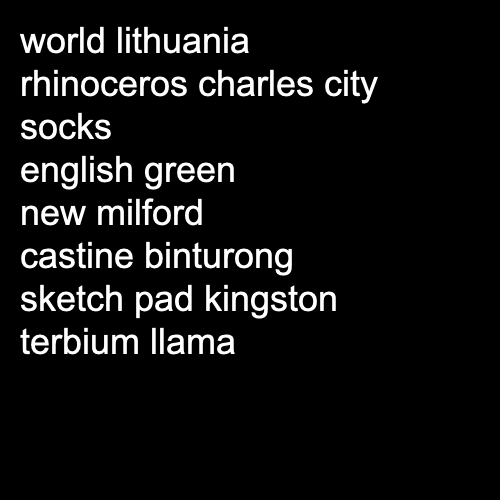 world lithuania
rhinoceros charles city
socks
english green
new milford
castine binturong
sketch pad kingston
terbium llama